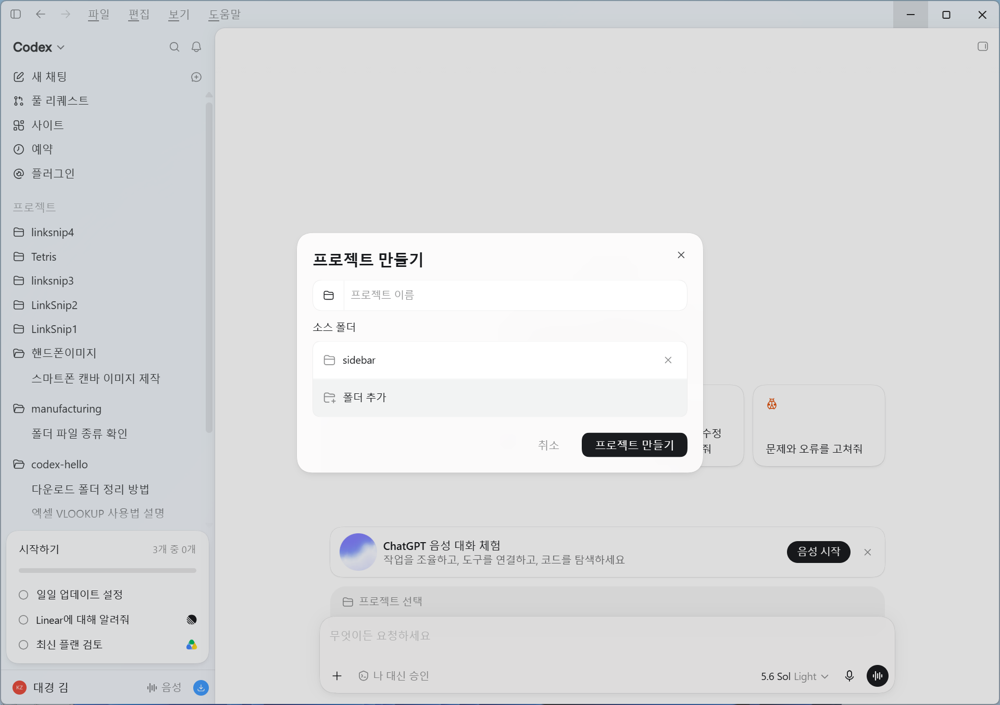 파일 편집 보기 도움말
Codex
새 채팅
풀 리퀘스트
사이트
예약
플러그인
프로젝트
linksnip4
Tetris
linksnip3
LinkSnip2
LinkSnip1
핸드폰이미지
스마트폰 캔바 이미지 제작
manufacturing
폴더 파일 종류 확인
codex-hello
다운로드 폴더 정리 방법
엑셀 VLOOKUP 사용법 설명
시작하기 3개 중 0개
일일 업데이트 설정
Linear에 대해 알려줘
최신 플랜 검토
KZ 대경 김 음성
프로젝트 만들기
프로젝트 이름
소스 폴더
sidebar
폴더 추가
취소 프로젝트 만들기
수정
줘
문제와 오류를 고쳐줘
ChatGPT 음성 대화 체험
작업을 조율하고, 도구를 연결하고, 코드를 탐색하세요
음성 시작
프로젝트 선택
무엇이든 요청하세요
나 대신 승인 5.6 Sol Light